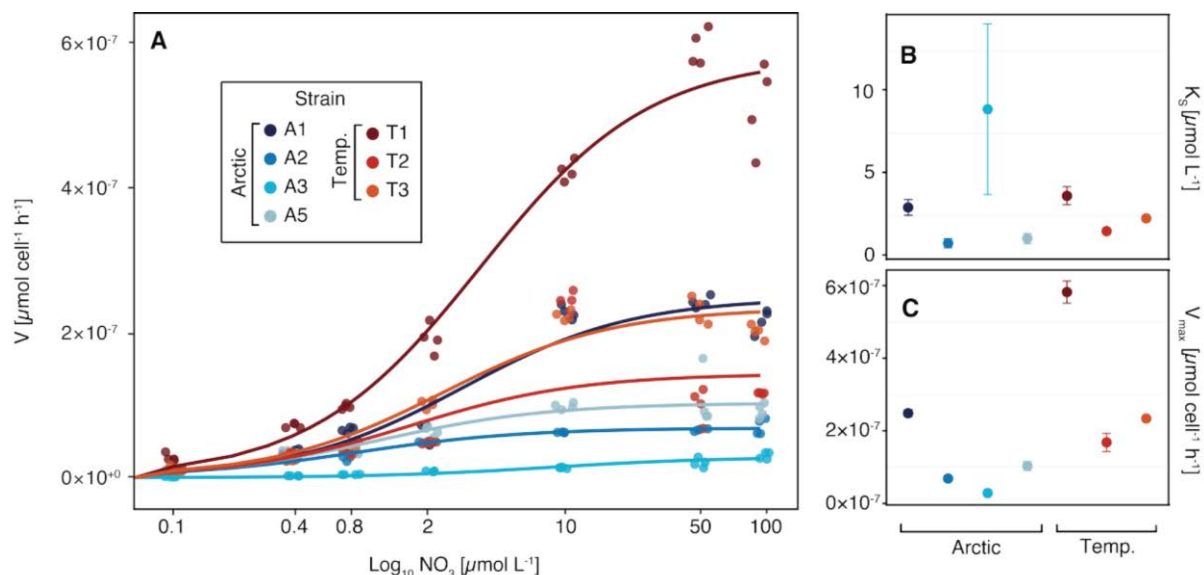 A
6×10⁻⁷
4×10⁻⁷
2×10⁻⁷
0×10⁺⁰
V [µmol cell⁻¹ h⁻¹]
Strain
Arctic
A1
A2
A3
A5
Temp.
T1
T2
T3
0.1 0.4 0.8 2 10 50 100
Log₁₀ NO₃ [µmol L⁻¹]
B
10
5
0
K_S [µmol L⁻¹]
C
6×10⁻⁷
4×10⁻⁷
2×10⁻⁷
0×10⁻⁷
V_max [µmol cell⁻¹ h⁻¹]
Arctic Temp.